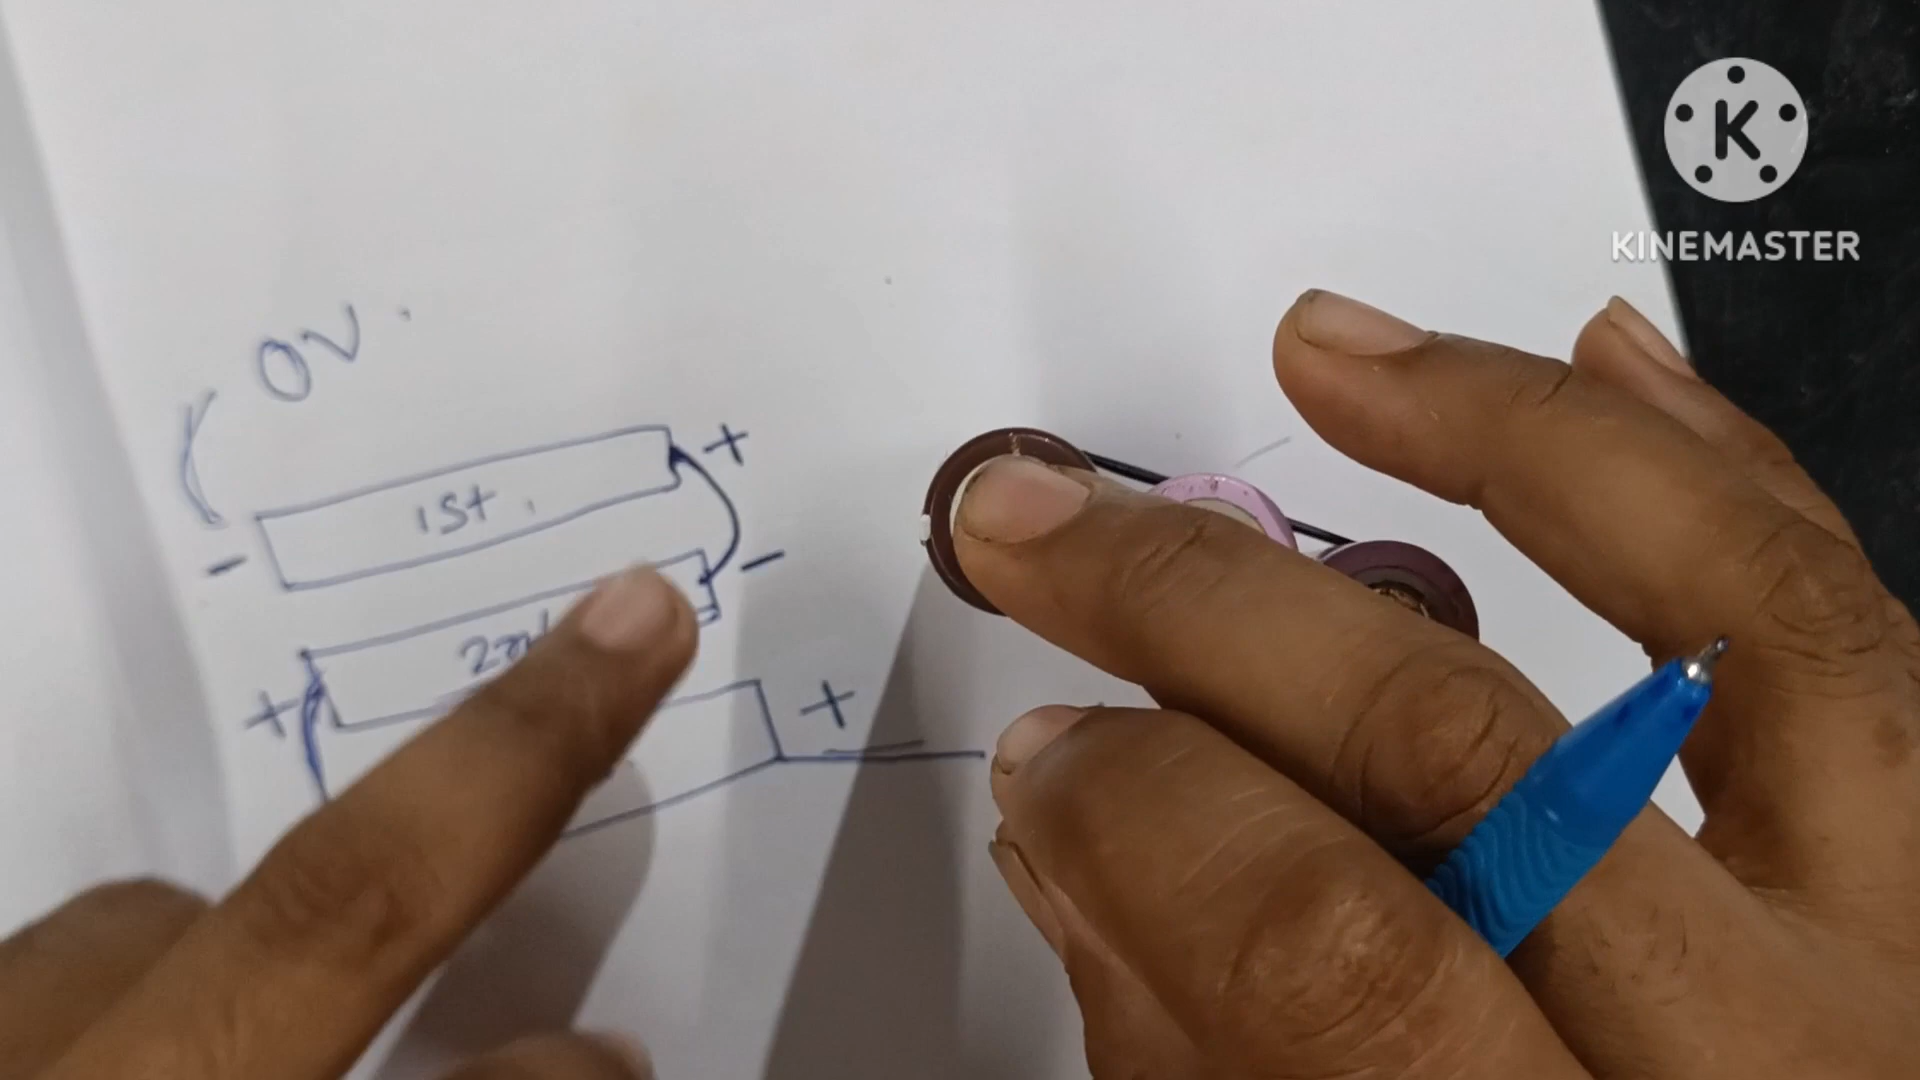 K
KINEMASTER
0V.
+
1st.
-
-
+
+